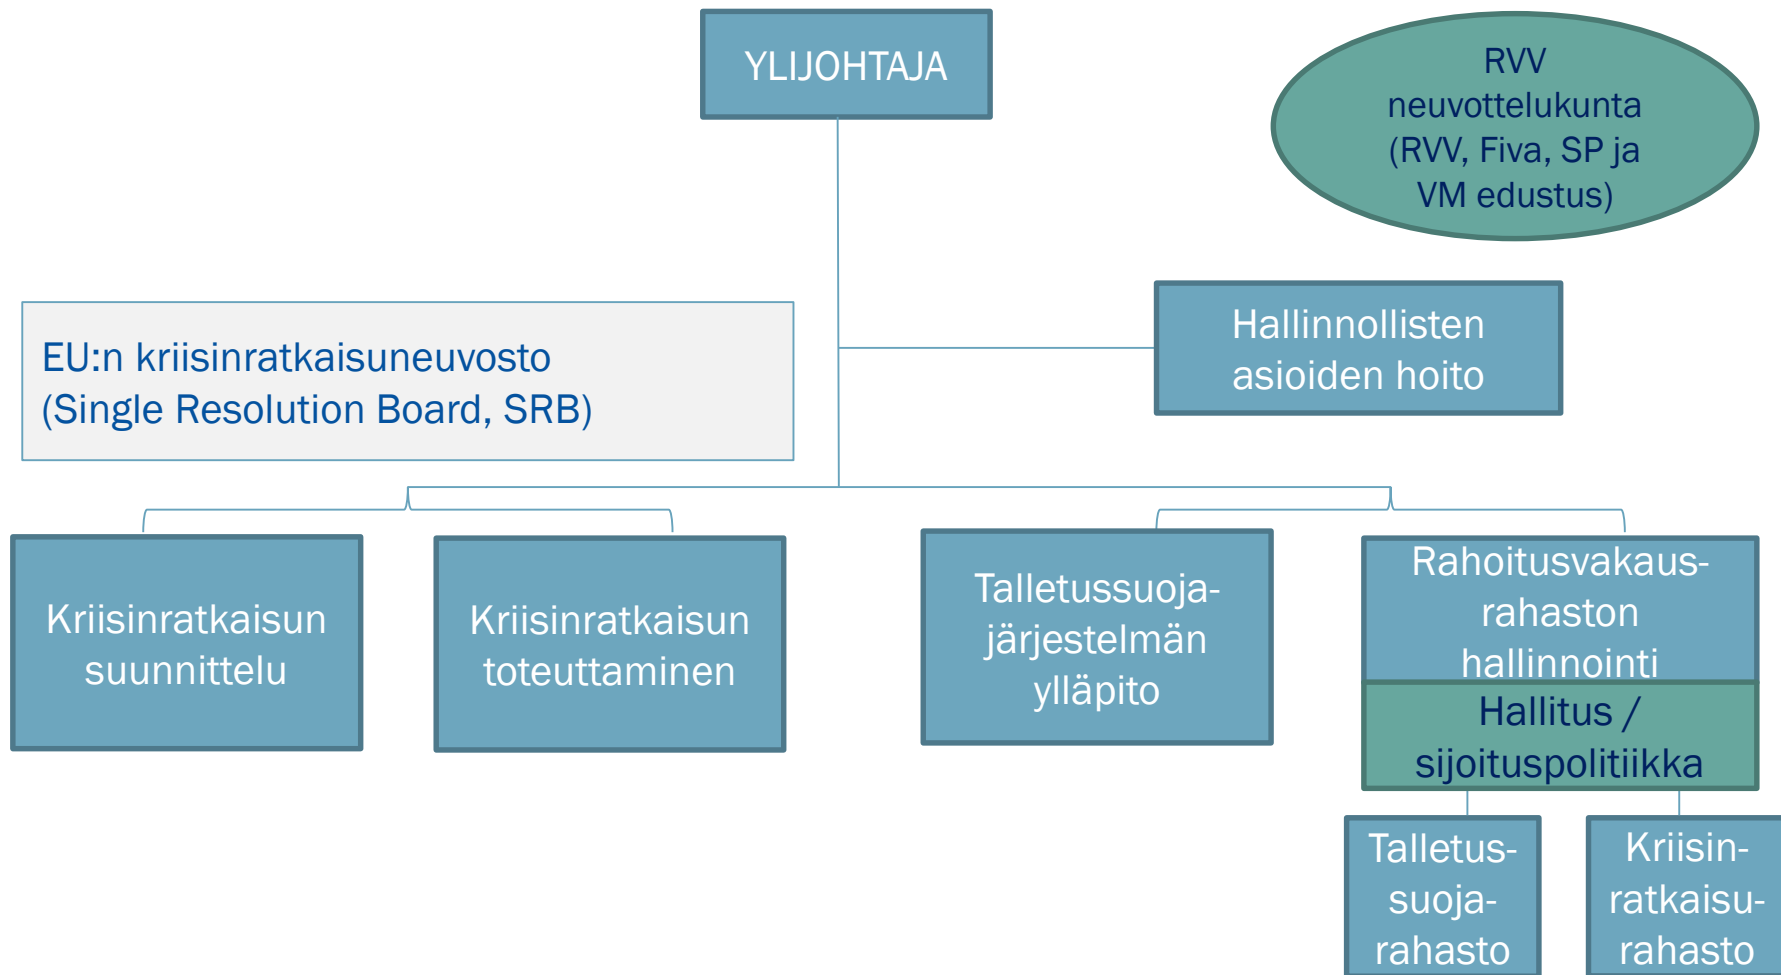 YLIJOHTAJA
RVV
neuvottelukunta
(RVV, Fiva, SP ja
VM edustus)
Hallinnollisten
asioiden hoito
EU:n kriisinratkaisuneuvosto
(Single Resolution Board, SRB)
Kriisinratkaisun
suunnittelu
Kriisinratkaisun
toteuttaminen
Talletussuoja-
järjestelmän
ylläpito
Rahoitusvakaus-
rahaston
hallinnointi
Hallitus /
sijoituspolitiikka
Talletus-
suoja-
rahasto
Kriisin-
ratkaisu-
rahasto